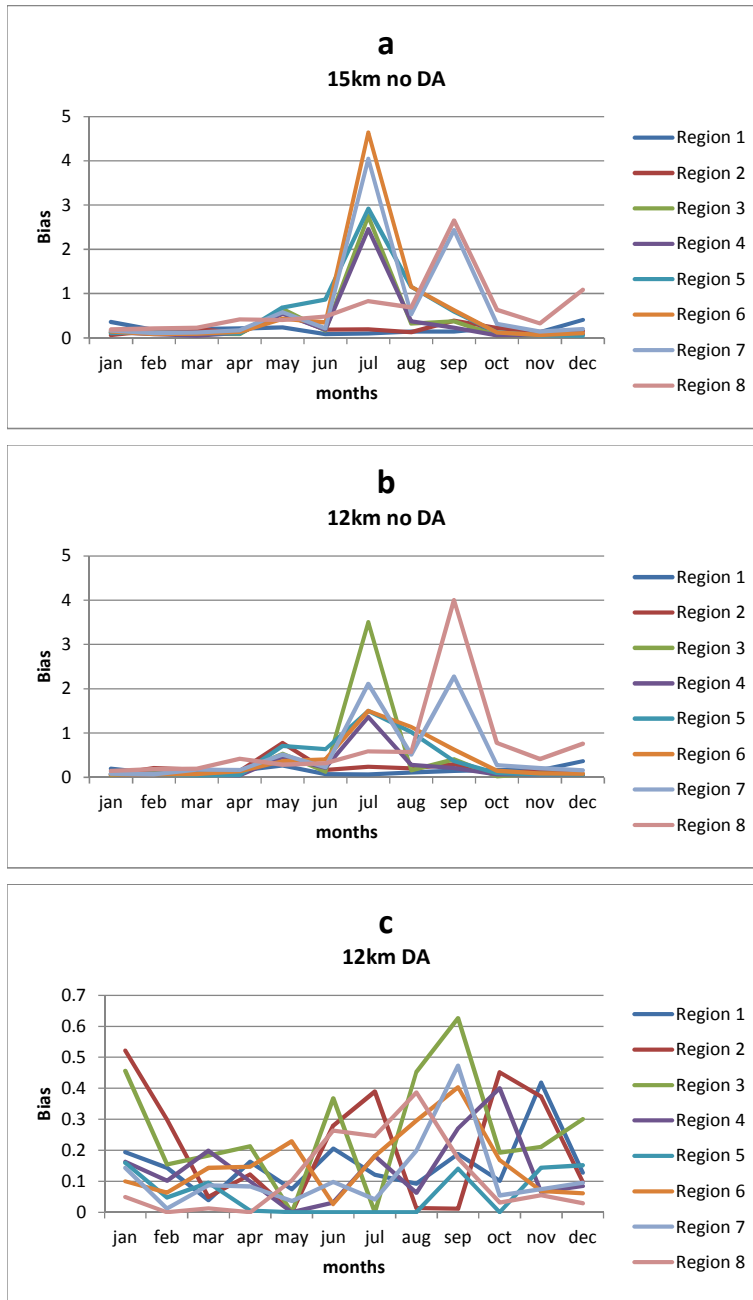 a
15km no DA
5
4
3
2
1
0
Bias
jan feb mar apr may jun jul aug sep oct nov dec
months
Region 1
Region 2
Region 3
Region 4
Region 5
Region 6
Region 7
Region 8
b
12km no DA
5
4
3
2
1
0
Bias
jan feb mar apr may jun jul aug sep oct nov dec
months
Region 1
Region 2
Region 3
Region 4
Region 5
Region 6
Region 7
Region 8
c
12km DA
0.7
0.6
0.5
0.4
0.3
0.2
0.1
0
Bias
jan feb mar apr may jun jul aug sep oct nov dec
months
Region 1
Region 2
Region 3
Region 4
Region 5
Region 6
Region 7
Region 8